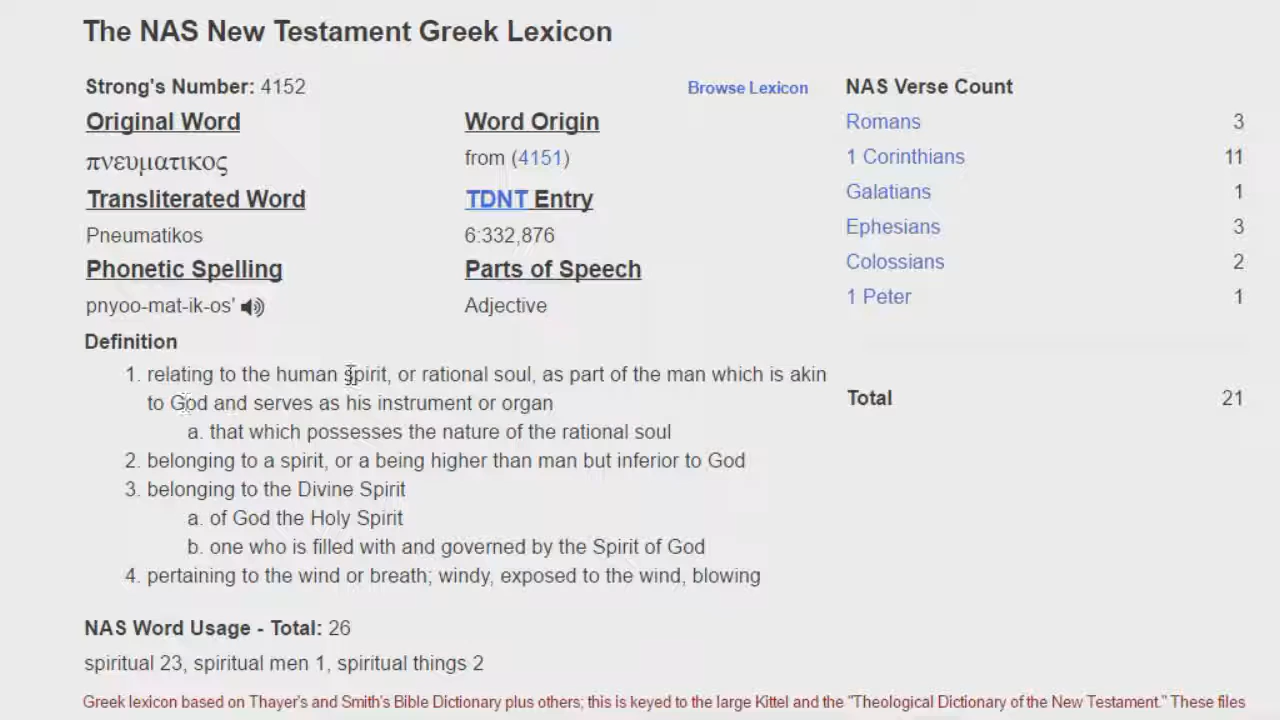 The NAS New Testament Greek Lexicon
Strong's Number: 4152
Browse Lexicon
Original Word
Word Origin
πνευματικος
from (4151)
Transliterated Word
TDNT Entry
Pneumatikos
6:332,876
Phonetic Spelling
Parts of Speech
pnyoo-mat-ik-os'
Adjective
Definition
1. relating to the human spirit, or rational soul, as part of the man which is akin
to God and serves as his instrument or organ
a. that which possesses the nature of the rational soul
2. belonging to a spirit, or a being higher than man but inferior to God
3. belonging to the Divine Spirit
a. of God the Holy Spirit
b. one who is filled with and governed by the Spirit of God
4. pertaining to the wind or breath; windy, exposed to the wind, blowing
NAS Word Usage - Total: 26
spiritual 23, spiritual men 1, spiritual things 2
NAS Verse Count
Romans 3
1 Corinthians 11
Galatians 1
Ephesians 3
Colossians 2
1 Peter 1
Total 21
Greek lexicon based on Thayer's and Smith's Bible Dictionary plus others; this is keyed to the large Kittel and the "Theological Dictionary of the New Testament." These files